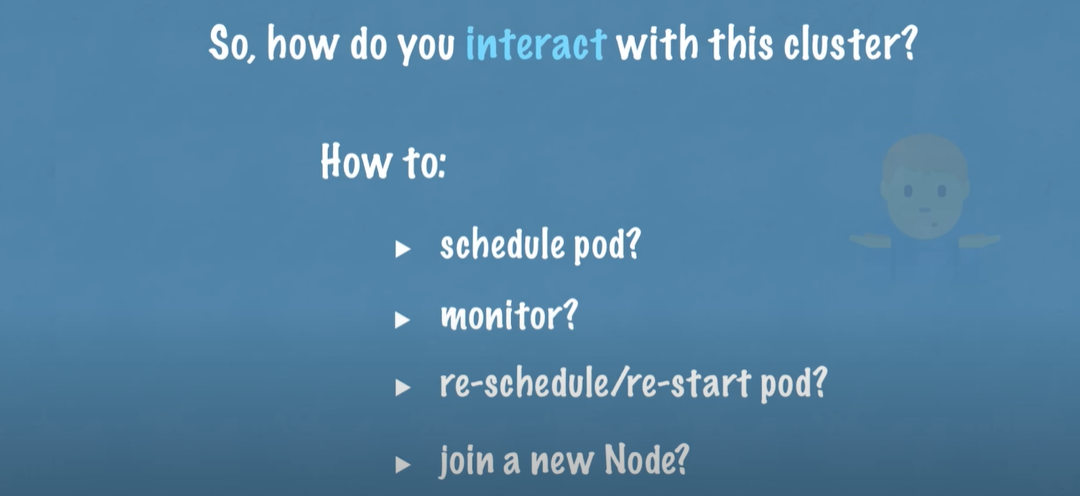 So, how do you interact with this cluster?
How to:
schedule pod?
monitor?
re-schedule/re-start pod?
join a new Node?